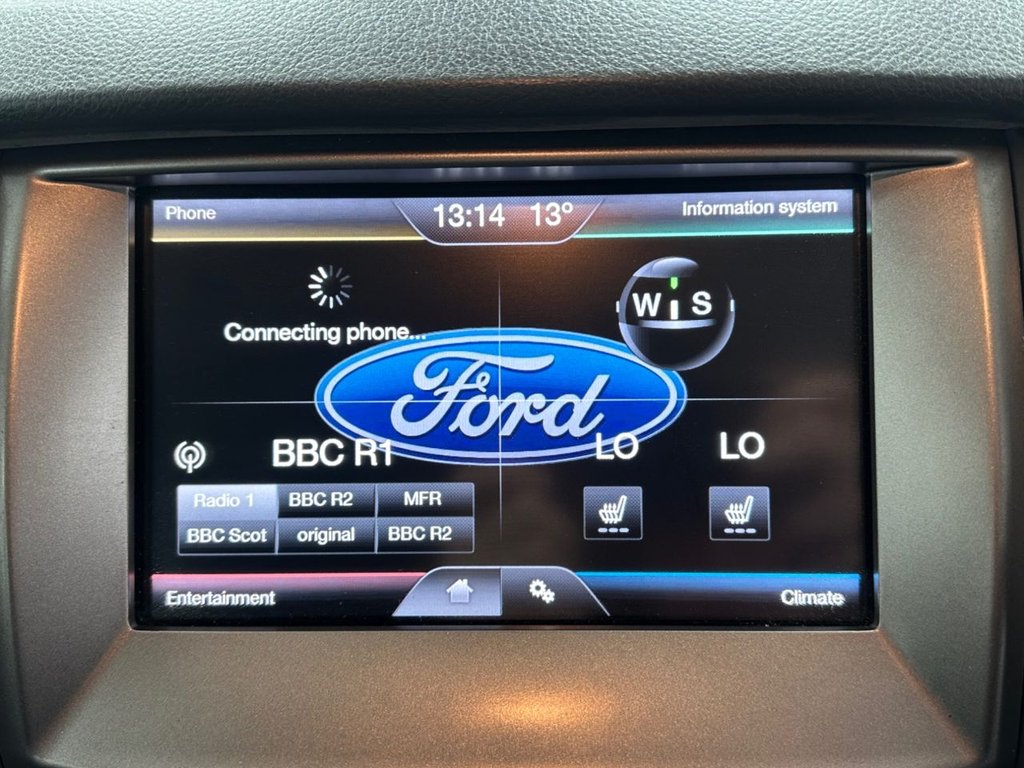 Phone
13:14 13°
Information system
Connecting phone...
W S
Ford
BBC R1
LO LO
Radio 1 BBC R2 MFR
BBC Scot original BBC R2
Entertainment
Climate